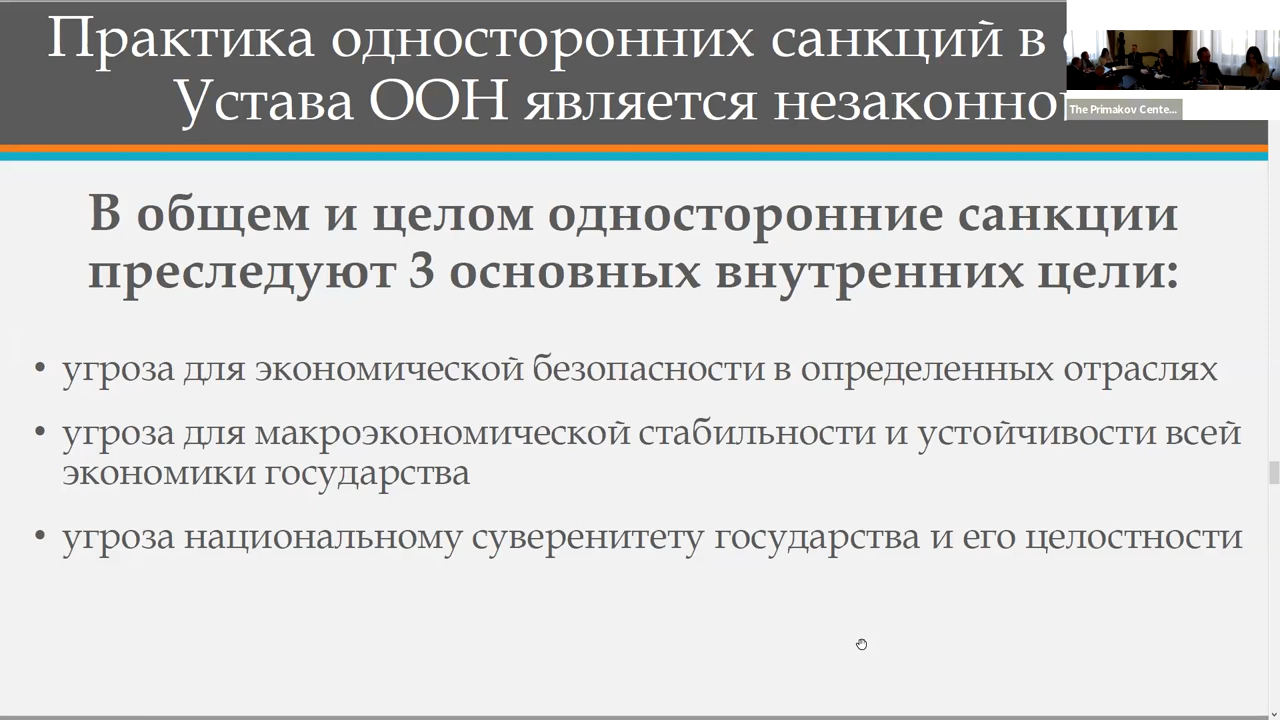 Практика односторонних санкций в
Устава ООН является
The Primakov Cente...
В общем и целом односторонние санкции
преследуют 3 основных внутренних цели:
• угроза для экономической безопасности в определенных отраслях
• угроза для макроэкономической стабильности и устойчивости всей
экономики государства
• угроза национальному суверенитету государства и его целостности